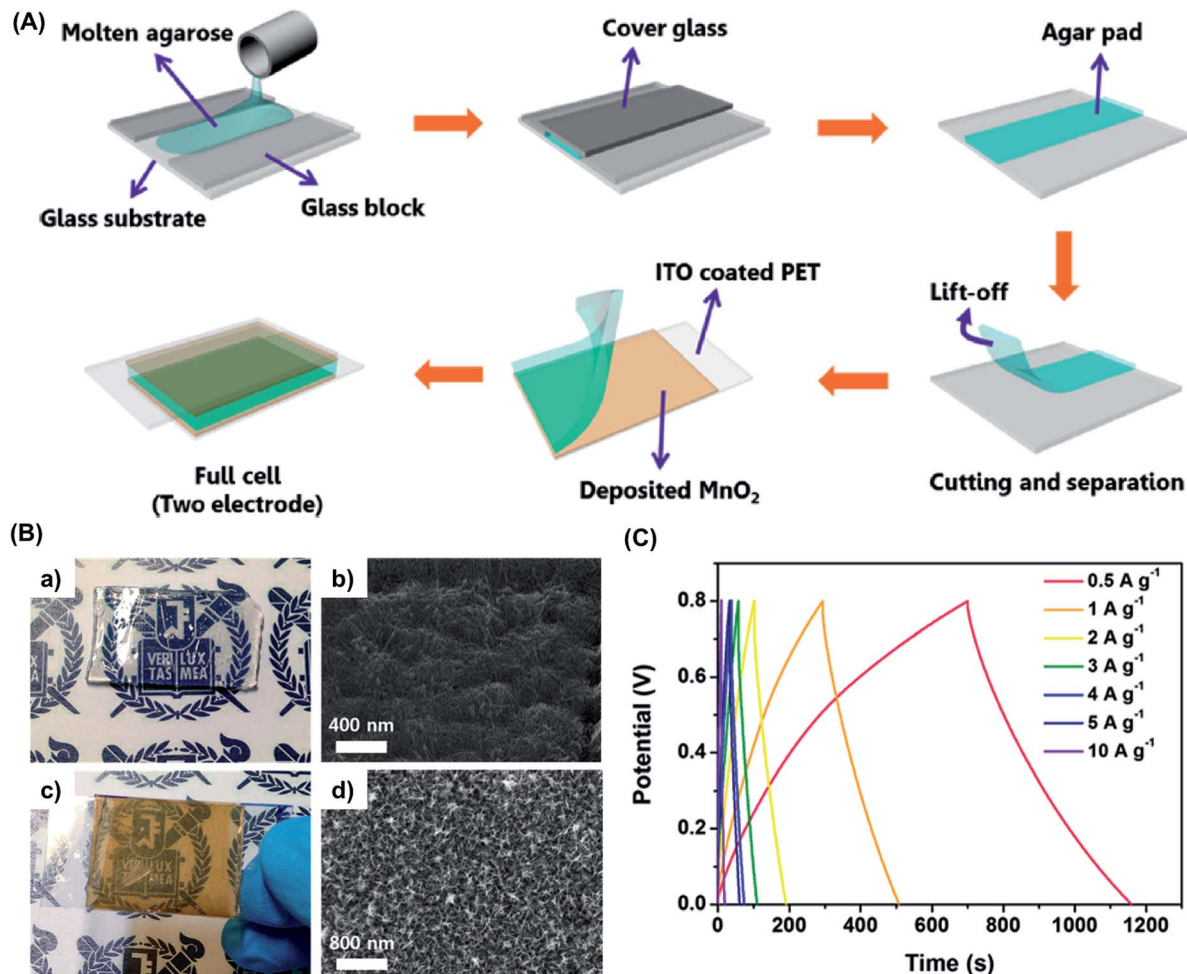 (A)
Molten agarose
Cover glass
Agar pad
Glass substrate
Glass block
ITO coated PET
Lift-off
Full cell
(Two electrode)
Deposited MnO₂
Cutting and separation
(B)
a)
VERI LUX
TAS MEA
b)
400 nm
c)
VERI LUX
TAS MEA
d)
800 nm
(C)
Potential (V)
1.0
0.8
0.6
0.4
0.2
0.0
0.5 A g⁻¹
1 A g⁻¹
2 A g⁻¹
3 A g⁻¹
4 A g⁻¹
5 A g⁻¹
10 A g⁻¹
0 200 400 600 800 1000 1200
Time (s)